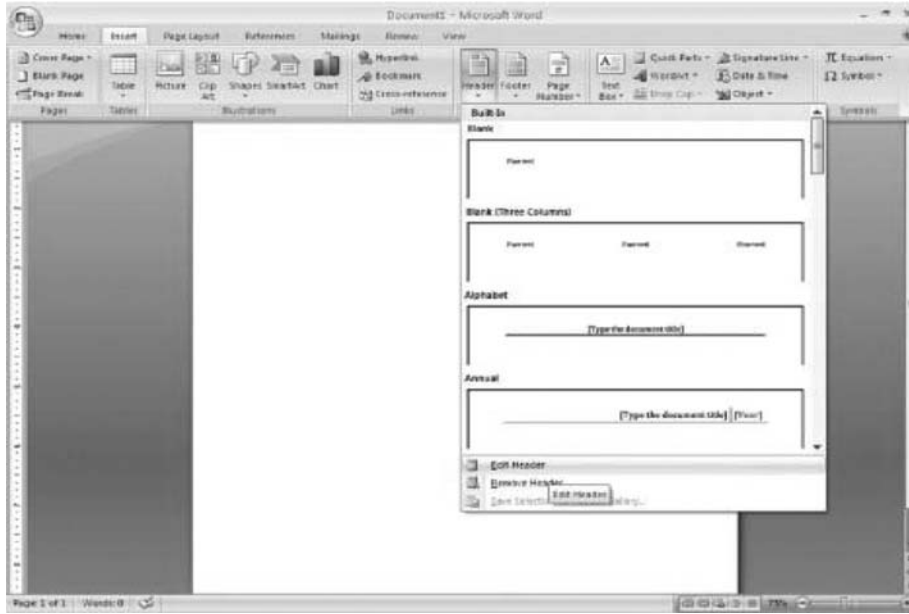 Document1 - Microsoft Word
Home Insert Page Layout References Mailings Review View
Cover Page
Blank Page
Page Break
Table
Picture
Clip Art
Shapes
SmartArt
Chart
Hyperlink
Bookmark
Cross-reference
Header
Footer
Page Number
Text Box
Quick Parts
WordArt
Drop Cap
Signature Line
Date & Time
Object
Equation
Symbol
Pages Tables Illustrations Links Symbols
Built-In
Blank
Blank (Three Columns)
Alphabet
[Type the document title]
Annual
[Type the document title] [Year]
Edit Header
Remove Header
Edit Header
Save Selection Gallery...
Page: 1 of 1 Words: 0 75%